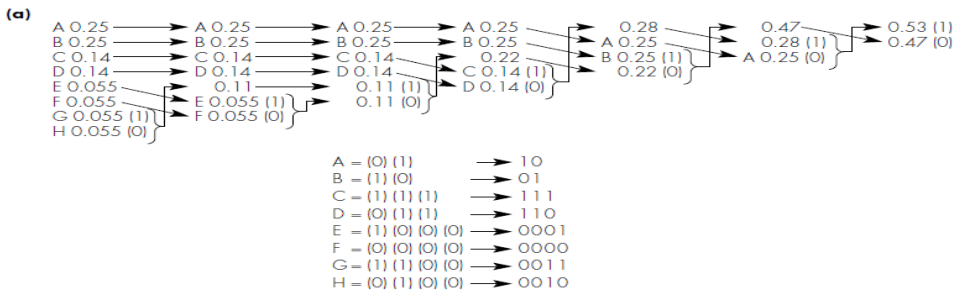 (a)
A 0.25 A 0.25 A 0.25 A 0.25 0.28 0.47 0.53 (1)
B 0.25 B 0.25 B 0.25 B 0.25 A 0.25 0.28 (1) 0.47 (0)
C 0.14 C 0.14 C 0.14 0.22 B 0.25 (1) A 0.25 (0)
D 0.14 D 0.14 D 0.14 C 0.14 (1) 0.22 (0)
E 0.055 0.11 0.11 (1) D 0.14 (0)
F 0.055 E 0.055 (1) 0.11 (0)
G 0.055 (1) F 0.055 (0)
H 0.055 (0)
A = (0) (1) 10
B = (1) (0) 01
C = (1) (1) (1) 111
D = (0) (1) (1) 110
E = (1) (0) (0) (0) 0001
F = (0) (0) (0) (0) 0000
G = (1) (1) (0) (0) 0011
H = (0) (1) (0) (0) 0010